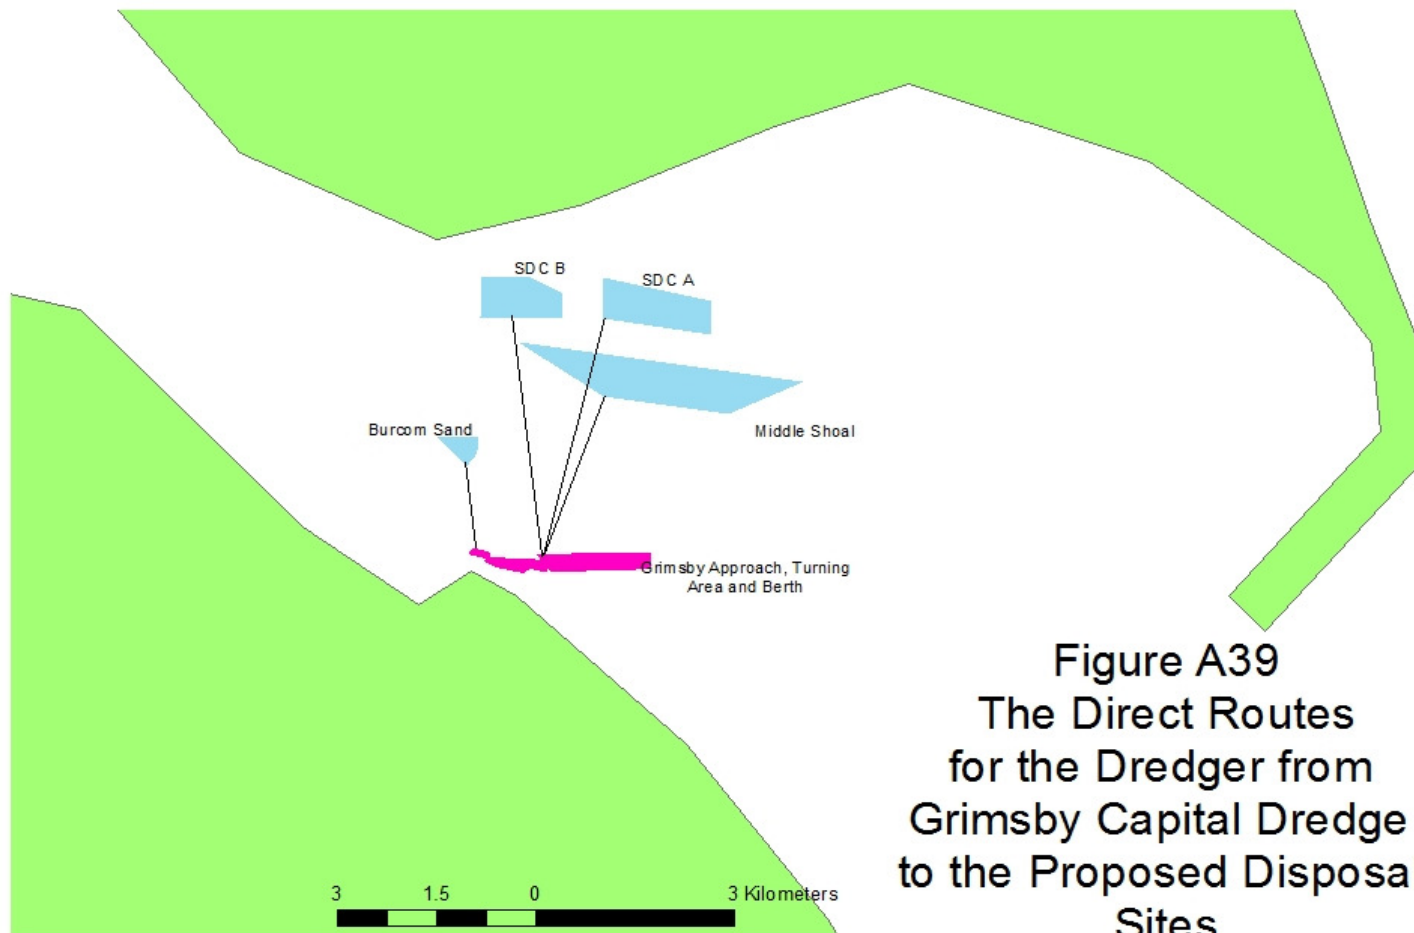 SDC B
SDC A
Burcom Sand
Middle Shoal
Grimsby Approach, Turning
Area and Berth
Figure A39
The Direct Routes
for the Dredger from
Grimsby Capital Dredge
to the Proposed Disposa
Sites
3 1.5 0 3 Kilometers